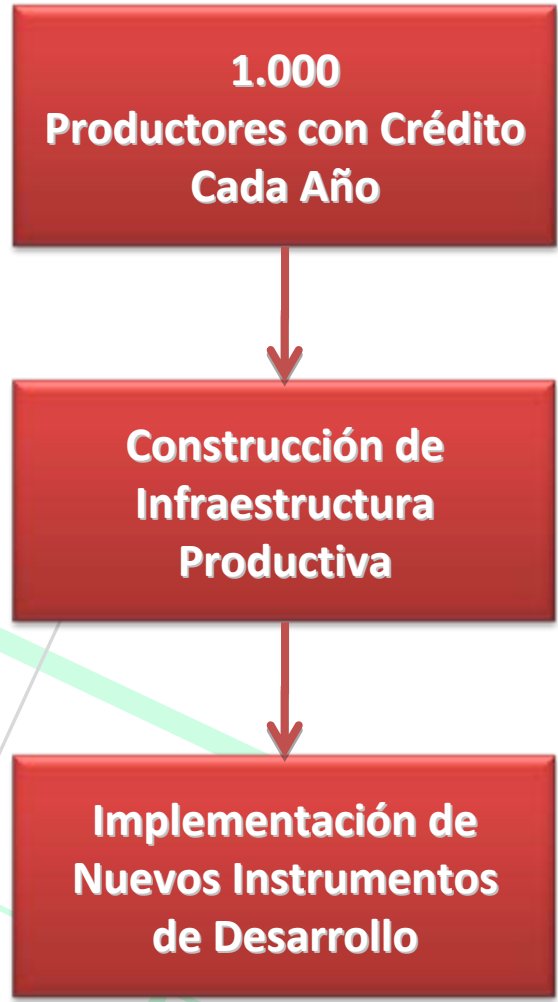 1.000
Productores con Crédito
Cada Año
Construcción de
Infraestructura
Productiva
Implementación de
Nuevos Instrumentos
de Desarrollo